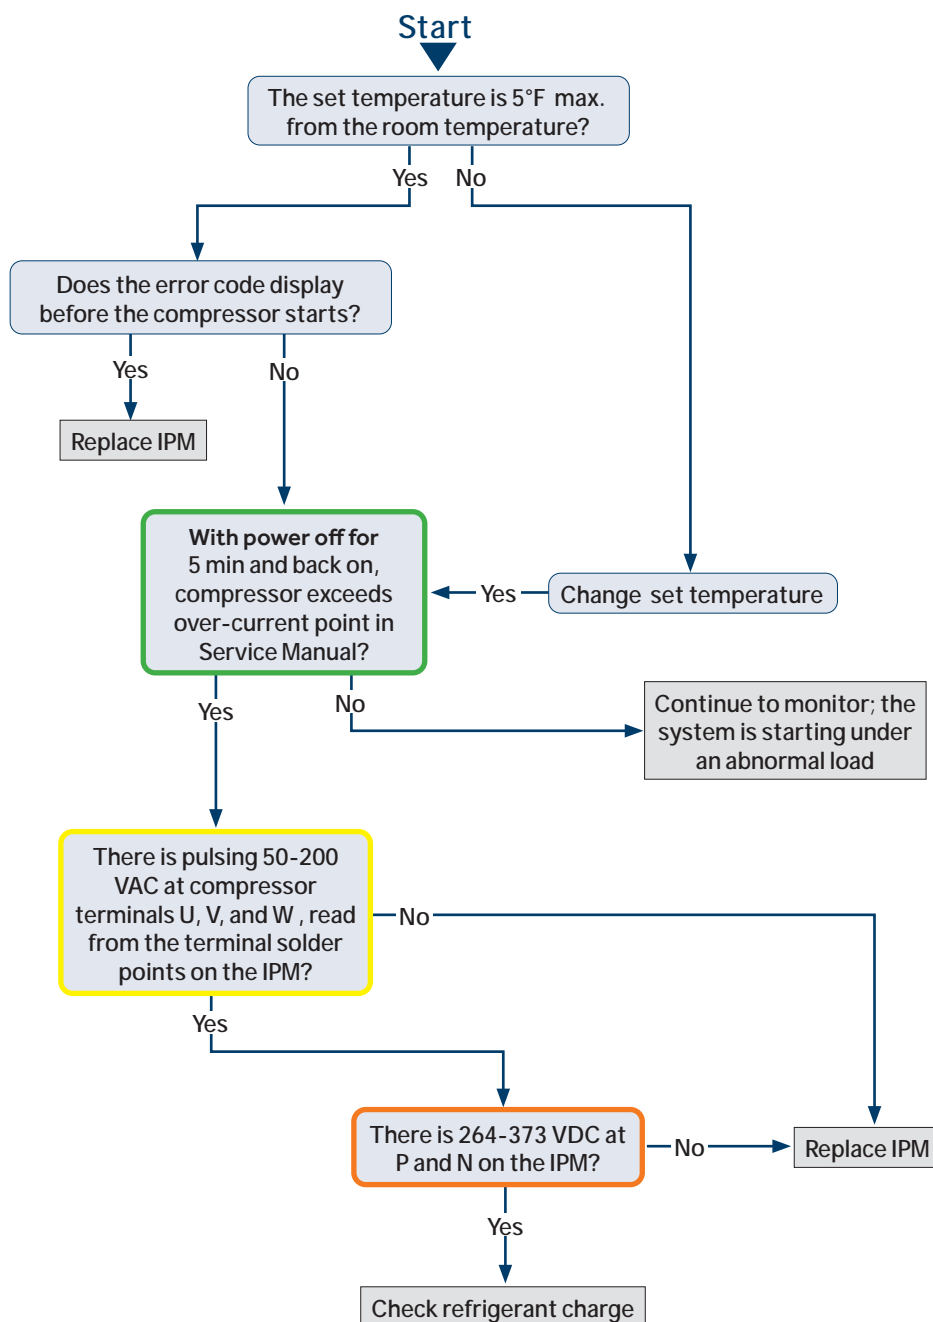 Start
The set temperature is 5°F max.
from the room temperature?
Yes
No
Does the error code display
before the compressor starts?
Yes
No
Replace IPM
With power off for
5 min and back on,
compressor exceeds
over-current point in
Service Manual?
Yes
Change set temperature
Yes
No
Continue to monitor; the
system is starting under
an abnormal load
There is pulsing 50-200
VAC at compressor
terminals U, V, and W , read
from the terminal solder
points on the IPM?
No
Yes
There is 264-373 VDC at
P and N on the IPM?
No
Replace IPM
Yes
Check refrigerant charge